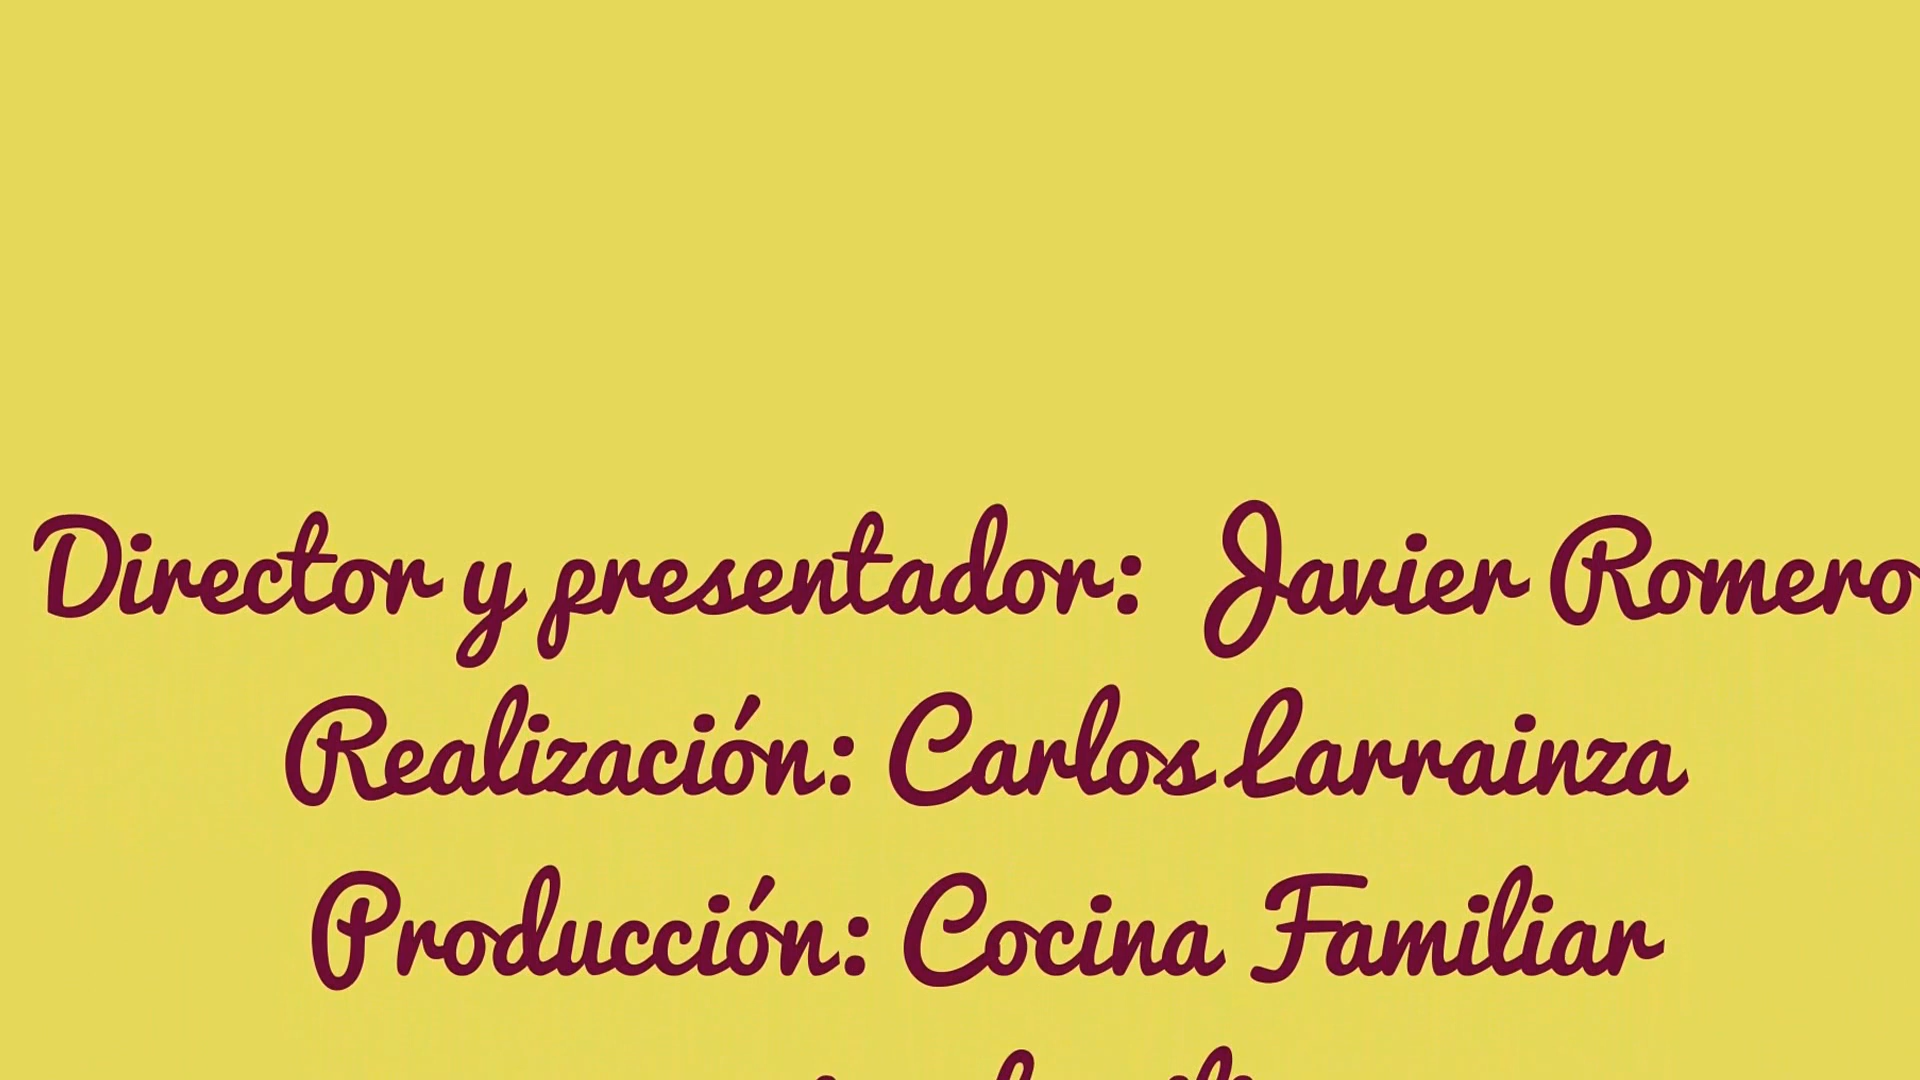 Director y presentador: Javier Romero
Realización: Carlos Larrainza
Producción: Cocina Familiar